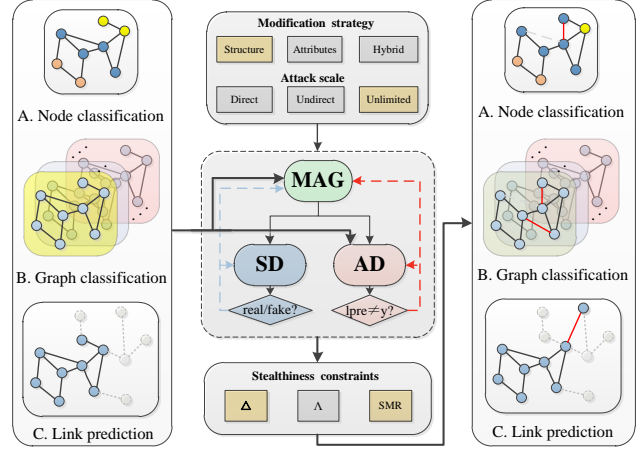 A. Node classification
B. Graph classification
C. Link prediction
Modification strategy
Structure Attributes Hybrid
Attack scale
Direct Undirect Unlimited
MAG
SD AD
real/fake? lpre≠y?
Stealthiness constraints
Δ Λ SMR
A. Node classification
B. Graph classification
C. Link prediction